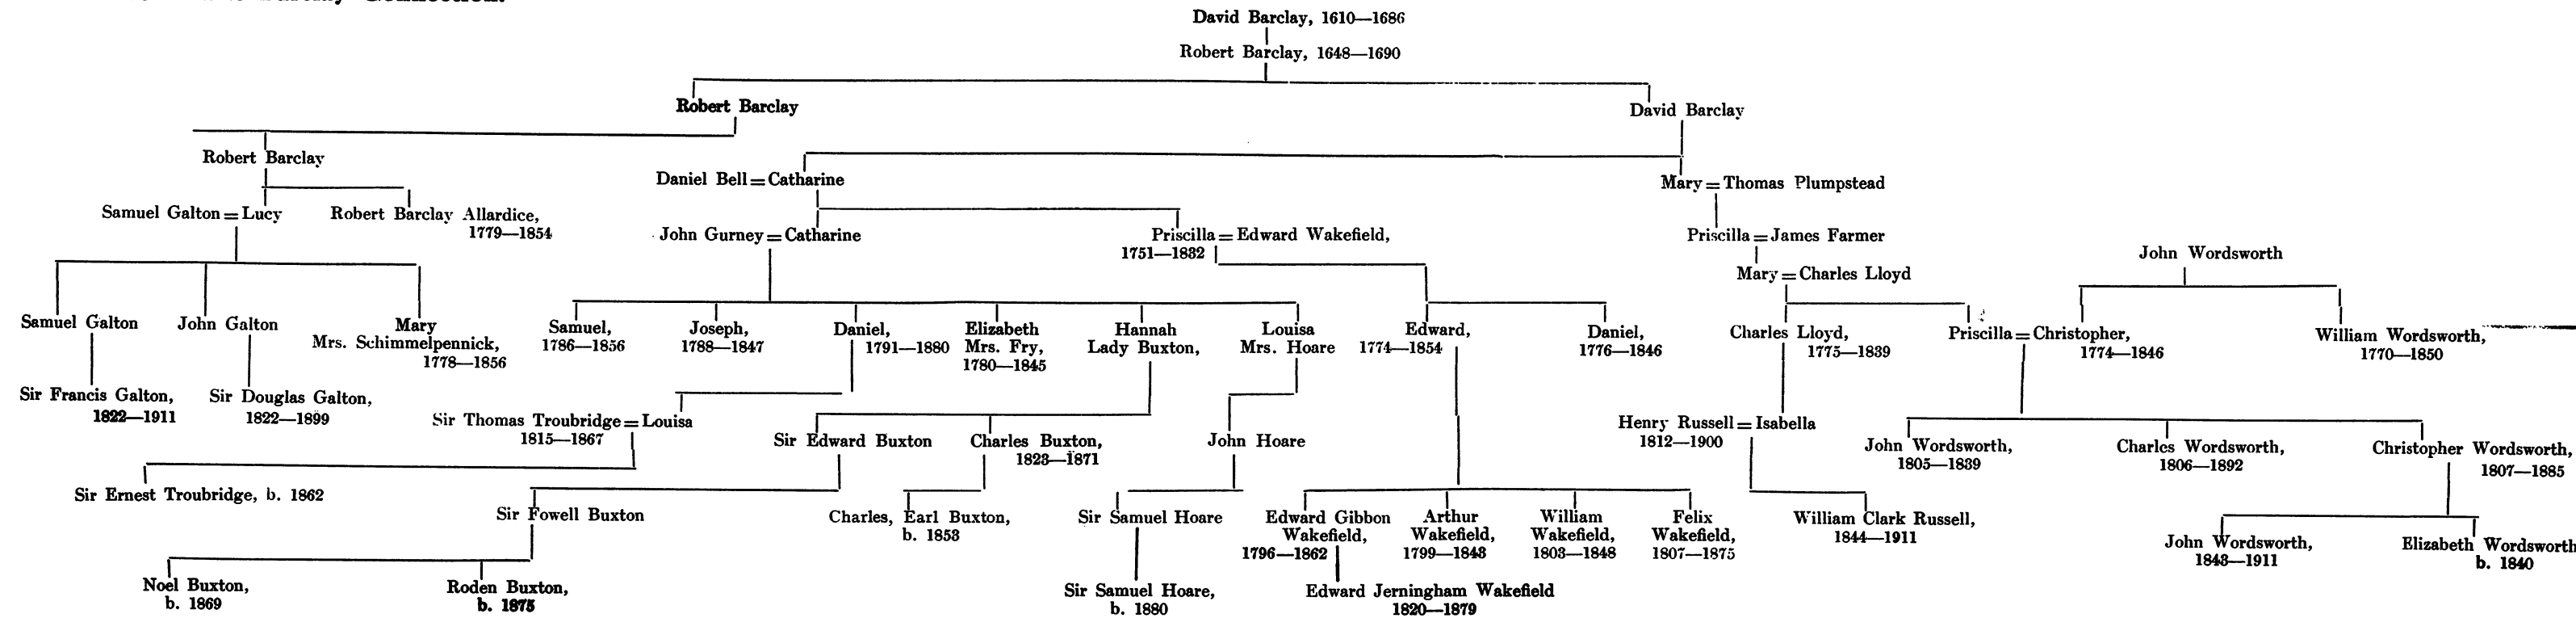 Barclay Connection.
David Barclay, 1610—1686
Robert Barclay, 1648—1690
Robert Barclay
David Barclay
Robert Barclay
Daniel Bell=Catharine
Mary=Thomas Plumpstead
Samuel Galton=Lucy
Robert Barclay Allardice,
1779—1854
John Gurney=Catharine
Priscilla=Edward Wakefield,
1751—1832
Priscilla=James Farmer
John Wordsworth
Mary=Charles Lloyd
Samuel Galton
John Galton
Mary
Mrs. Schimmelpennick,
1778—1856
Samuel,
1786—1856
Joseph,
1788—1847
Daniel,
1791—1880
Elizabeth
Mrs. Fry,
1780—1845
Hannah
Lady Buxton,
Louisa
Mrs. Hoare
Edward,
1774—1854
Daniel,
1776—1846
Charles Lloyd,
1775—1839
Priscilla=Christopher,
1774—1846
William Wordsworth,
1770—1850
Sir Francis Galton,
1822—1911
Sir Douglas Galton,
1822—1899
Sir Thomas Troubridge=Louisa
1815—1867
Sir Edward Buxton
Charles Buxton,
1823—1871
John Hoare
Henry Russell=Isabella
1812—1900
John Wordsworth,
1805—1839
Charles Wordsworth,
1806—1892
Christopher Wordsworth,
1807—1885
Sir Ernest Troubridge, b. 1862
Sir Fowell Buxton
Charles, Earl Buxton,
b. 1853
Sir Samuel Hoare
Edward Gibbon
Wakefield,
1796—1862
Arthur
Wakefield,
1799—1843
William
Wakefield,
1803—1848
Felix
Wakefield,
1807—1875
William Clark Russell,
1844—1911
John Wordsworth,
1843—1911
Elizabeth Wordsworth
b. 1840
Noel Buxton,
b. 1869
Roden Buxton,
b. 1875
Sir Samuel Hoare,
b. 1880
Edward Jerningham Wakefield
1820—1879